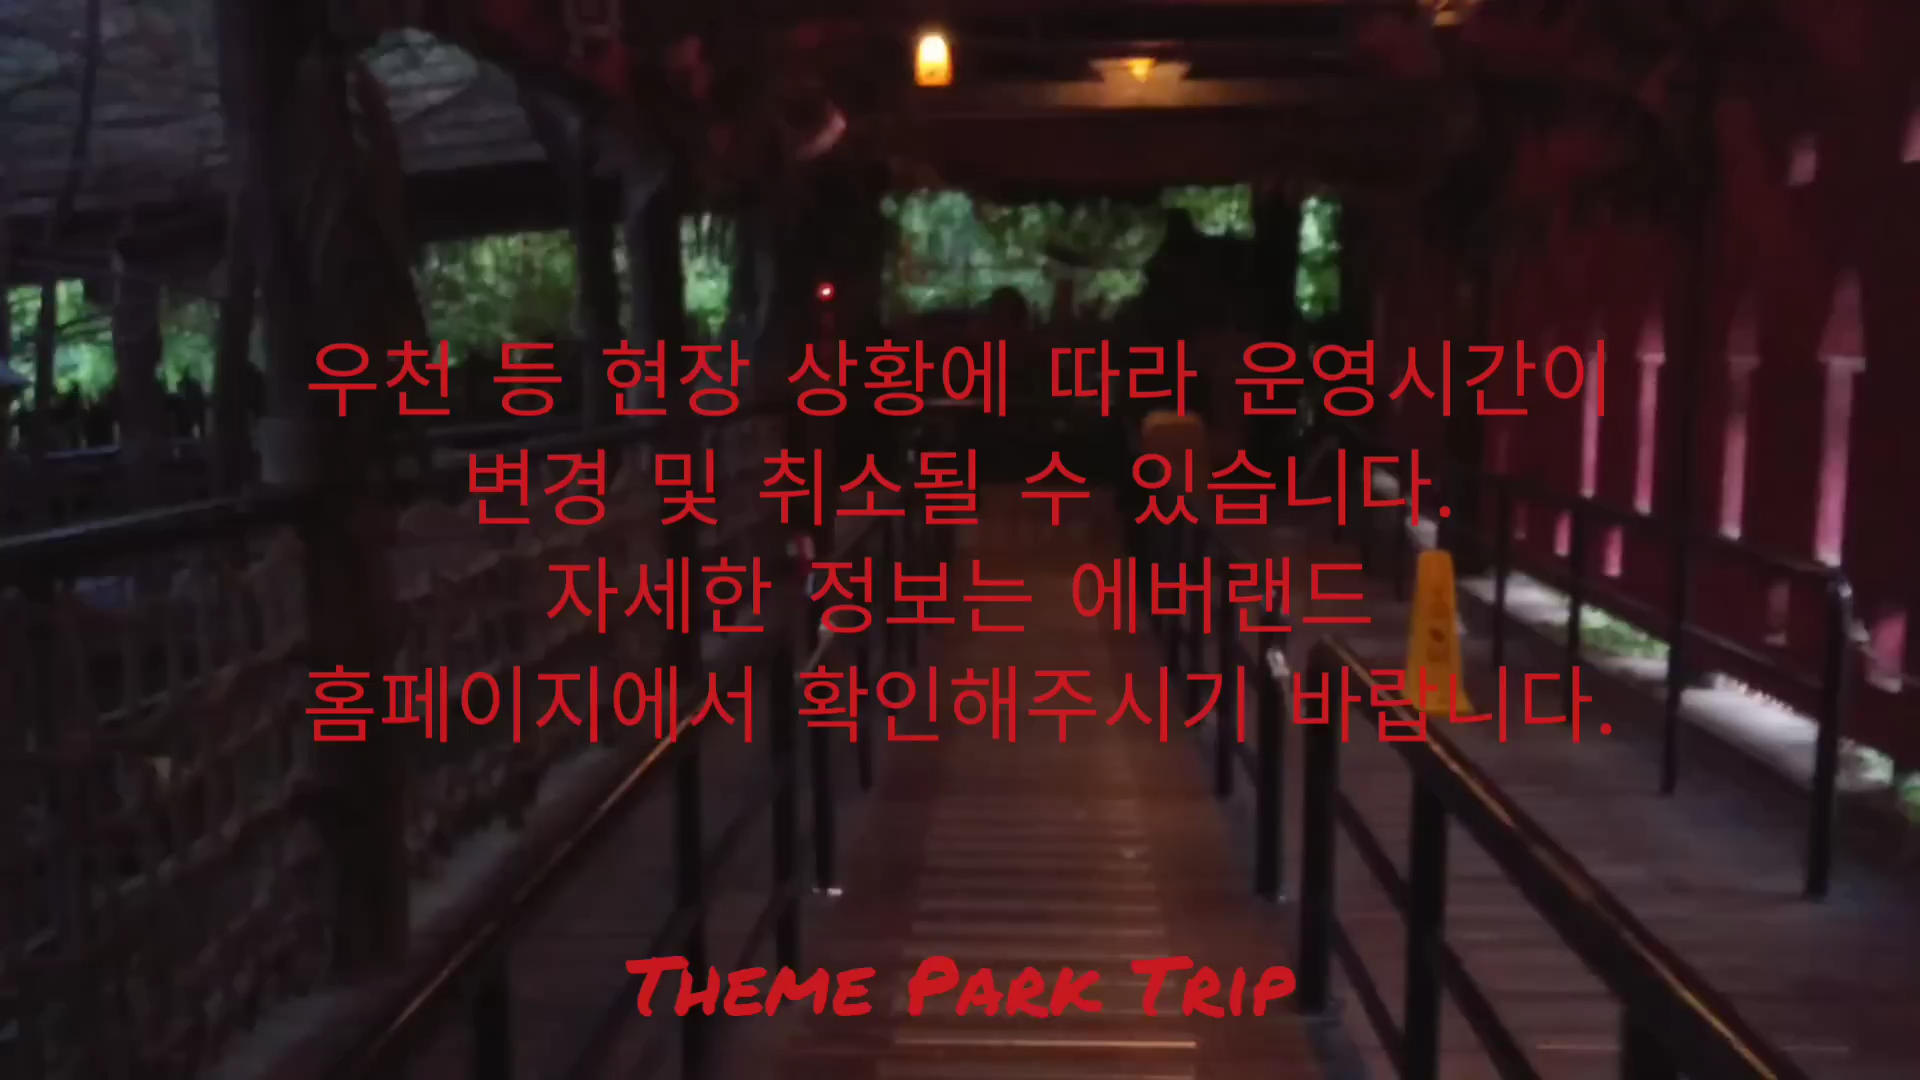 우천 등 현장 상황에 따라 운영시간이
변경 및 취소될 수 있습니다.
자세한 정보는 에버랜드
홈페이지에서 확인해주시기 바랍니다.
Theme Park Trip